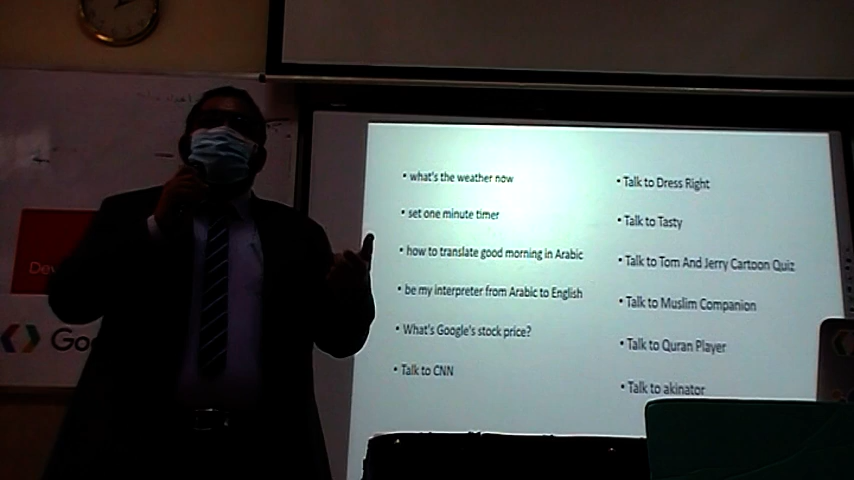 • what's the weather now
• set one minute timer
• how to translate good morning in Arabic
• be my interpreter from Arabic to English
• What's Google's stock price?
• Talk to CNN
• Talk to Dress Right
• Talk to Tasty
• Talk to Tom And Jerry Cartoon Quiz
• Talk to Muslim Companion
• Talk to Quran Player
• Talk to akinator
Dev
Go